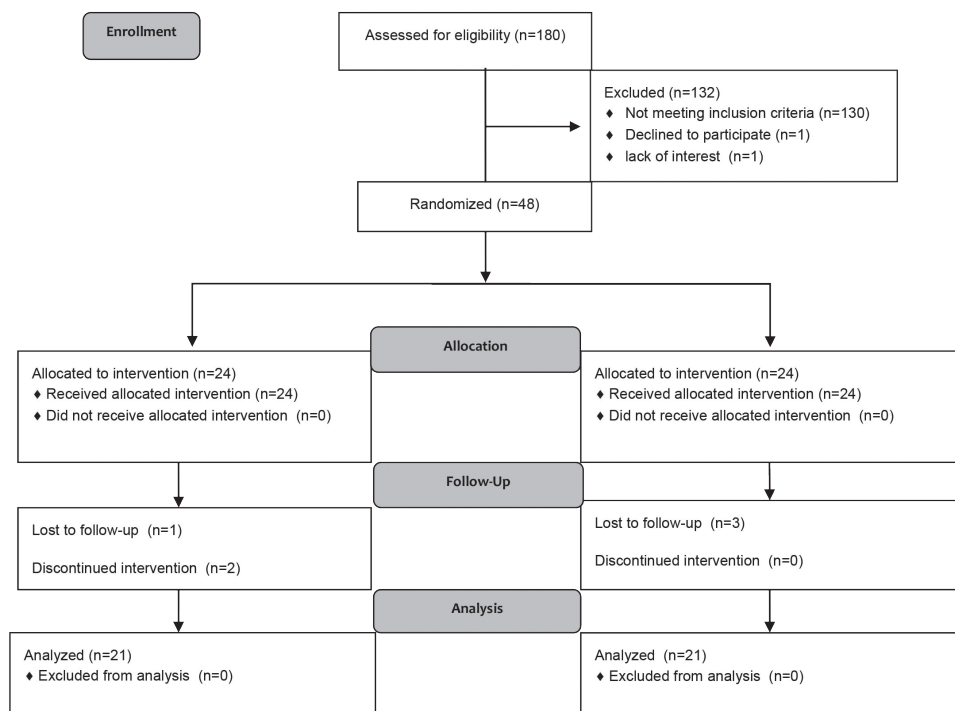 Enrollment
Assessed for eligibility (n=180)
Excluded (n=132)
♦ Not meeting inclusion criteria (n=130)
♦ Declined to participate (n=1)
♦ lack of interest (n=1)
Randomized (n=48)
Allocation
Allocated to intervention (n=24)
♦ Received allocated intervention (n=24)
♦ Did not receive allocated intervention (n=0)
Allocated to intervention (n=24)
♦ Received allocated intervention (n=24)
♦ Did not receive allocated intervention (n=0)
Follow-Up
Lost to follow-up (n=1)
Discontinued intervention (n=2)
Lost to follow-up (n=3)
Discontinued intervention (n=0)
Analysis
Analyzed (n=21)
♦ Excluded from analysis (n=0)
Analyzed (n=21)
♦ Excluded from analysis (n=0)